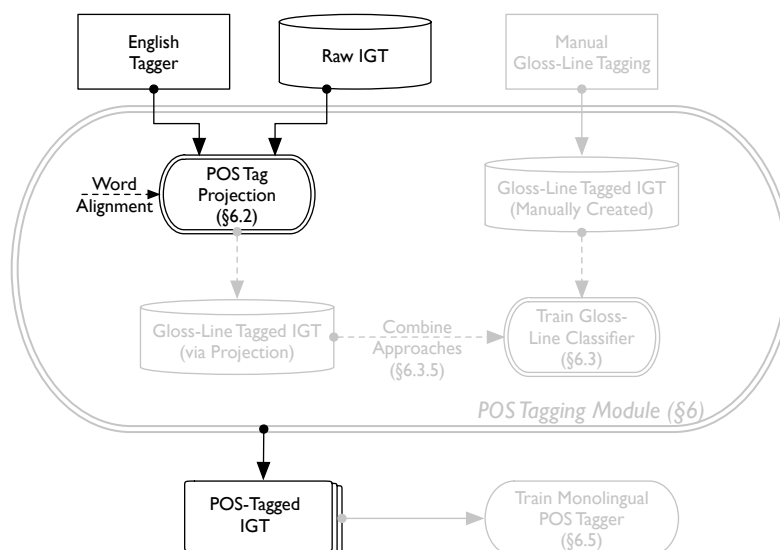 English
Tagger
Raw IGT
Manual
Gloss-Line Tagging
Word
Alignment
POS Tag
Projection
(§6.2)
Gloss-Line Tagged IGT
(Manually Created)
Gloss-Line Tagged IGT
(via Projection)
Combine
Approaches
(§6.3.5)
Train Gloss-
Line Classifier
(§6.3)
POS Tagging Module (§6)
POS-Tagged
IGT
Train Monolingual
POS Tagger
(§6.5)